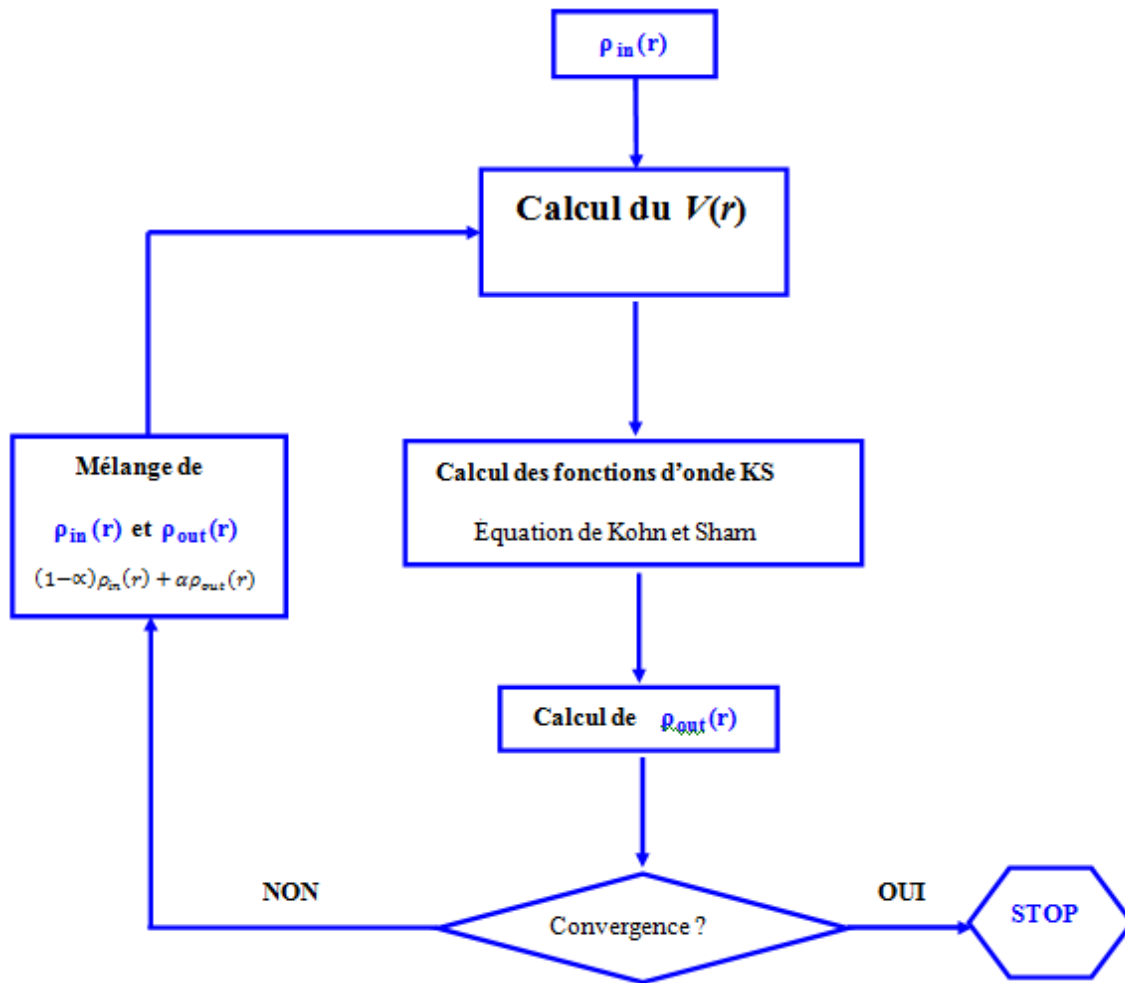 ρ in (r)
Calcul du V(r)
Mélange de
ρin (r) et ρout(r)
(1−∝)ρin(r) + αρout(r)
Calcul des fonctions d’onde KS
Équation de Kohn et Sham
Calcul de ρout(r)
NON
Convergence ?
OUI
STOP